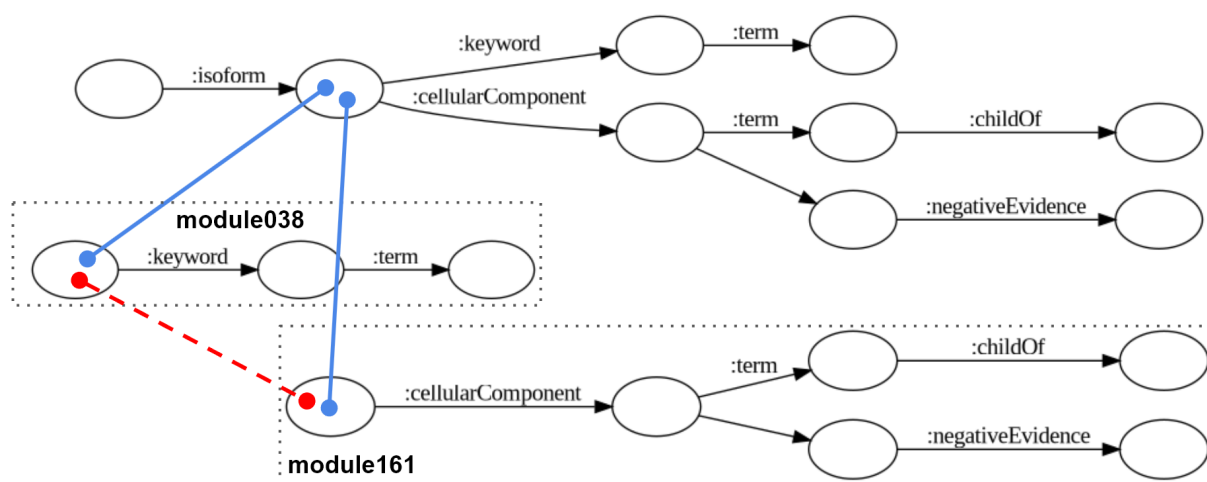 :keyword
:term
:isoform
:cellularComponent
:term
:childOf
:negativeEvidence
module038
:keyword
:term
:term
:childOf
:cellularComponent
:negativeEvidence
module161